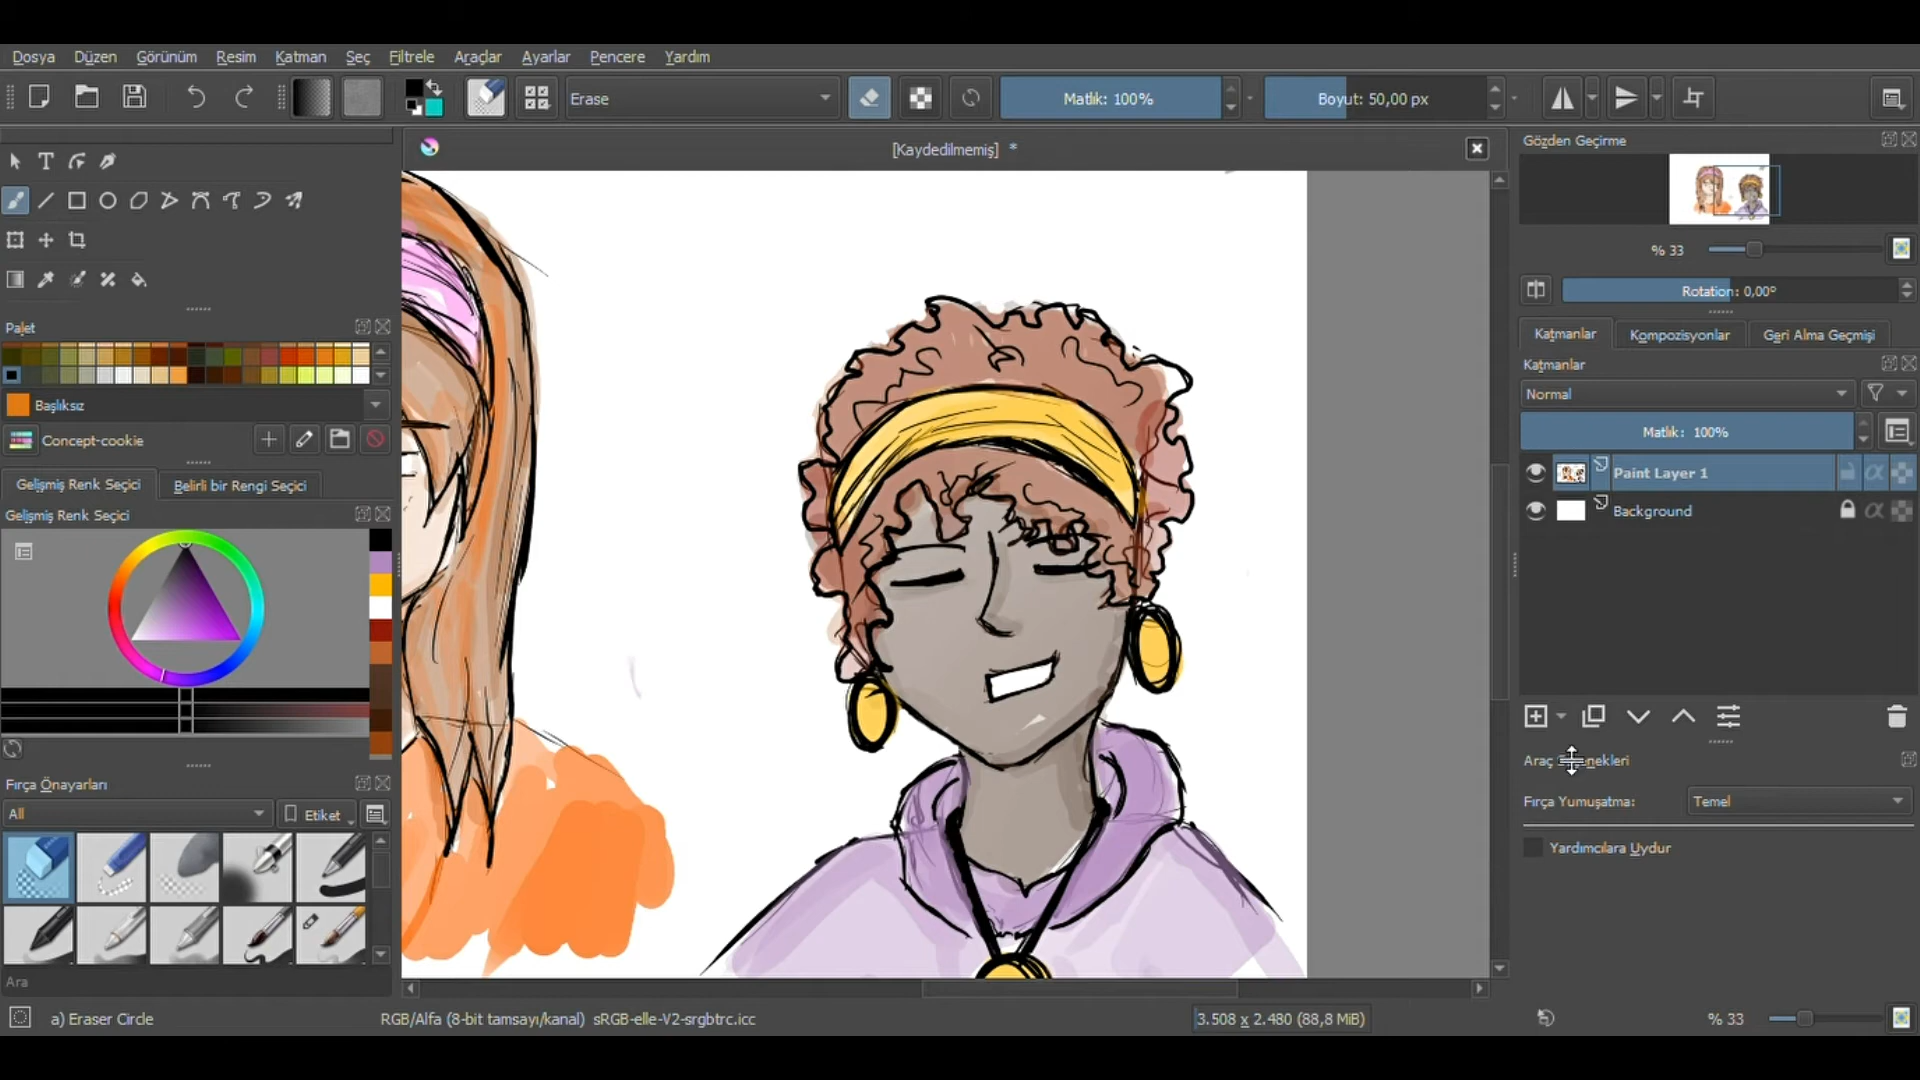 Dosya Düzen Görünüm Resim Katman Seç Filtrele Araçlar Ayarlar Pencere Yardım
Erase
Matlık: 100%
Boyut: 50,00 px
[Kaydedilmemiş] *
Palet
Başlıksız
Concept-cookie
Gelişmiş Renk Seçici
Belirli bir Rengi Seçici
Gelişmiş Renk Seçici
Fırça Önayarları
All
Etiket
Ara
a) Eraser Circle
RGB/Alfa (8-bit tamsayı/kanal) sRGB-elle-V2-srgbtrc.icc
3.508 x 2.480 (88,8 MiB)
% 33
Gözden Geçirme
% 33
Rotation: 0,00°
Katmanlar
Kompozisyonlar
Geri Alma Geçmişi
Katmanlar
Normal
Matlık: 100%
Paint Layer 1
Background
Araç
Fırça Yumuşatma:
Temel
Yardımcılara Uydur